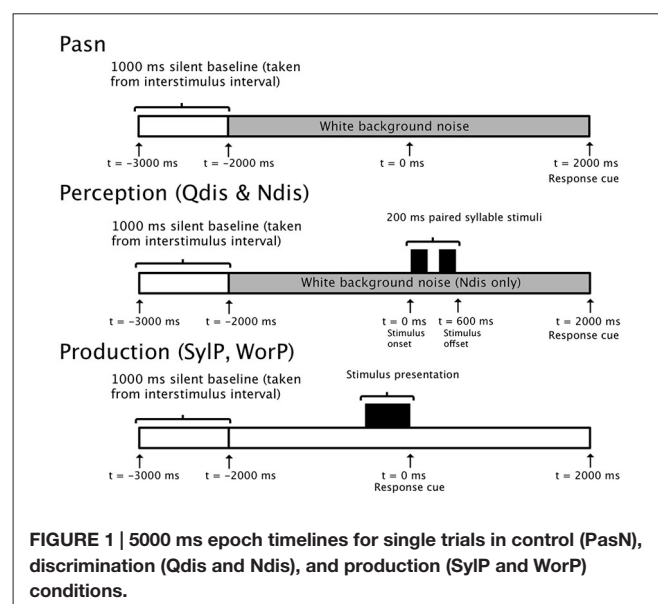 Pasn
1000 ms silent baseline (taken
from interstimulus interval)
White background noise
t = -3000 ms
t = -2000 ms
t = 0 ms
t = 2000 ms
Response cue
Perception (Qdis & Ndis)
1000 ms silent baseline (taken
from interstimulus interval)
200 ms paired syllable stimuli
White background noise (Ndis only)
t = -3000 ms
t = -2000 ms
t = 0 ms
Stimulus
onset
t = 600 ms
Stimulus
offset
t = 2000 ms
Response cue
Production (SylP, WorP)
1000 ms silent baseline (taken
from interstimulus interval)
Stimulus presentation
t = -3000 ms
t = -2000 ms
t = 0 ms
Response cue
t = 2000 ms
FIGURE 1 | 5000 ms epoch timelines for single trials in control (PasN),
discrimination (Qdis and Ndis), and production (SylP and WorP)
conditions.